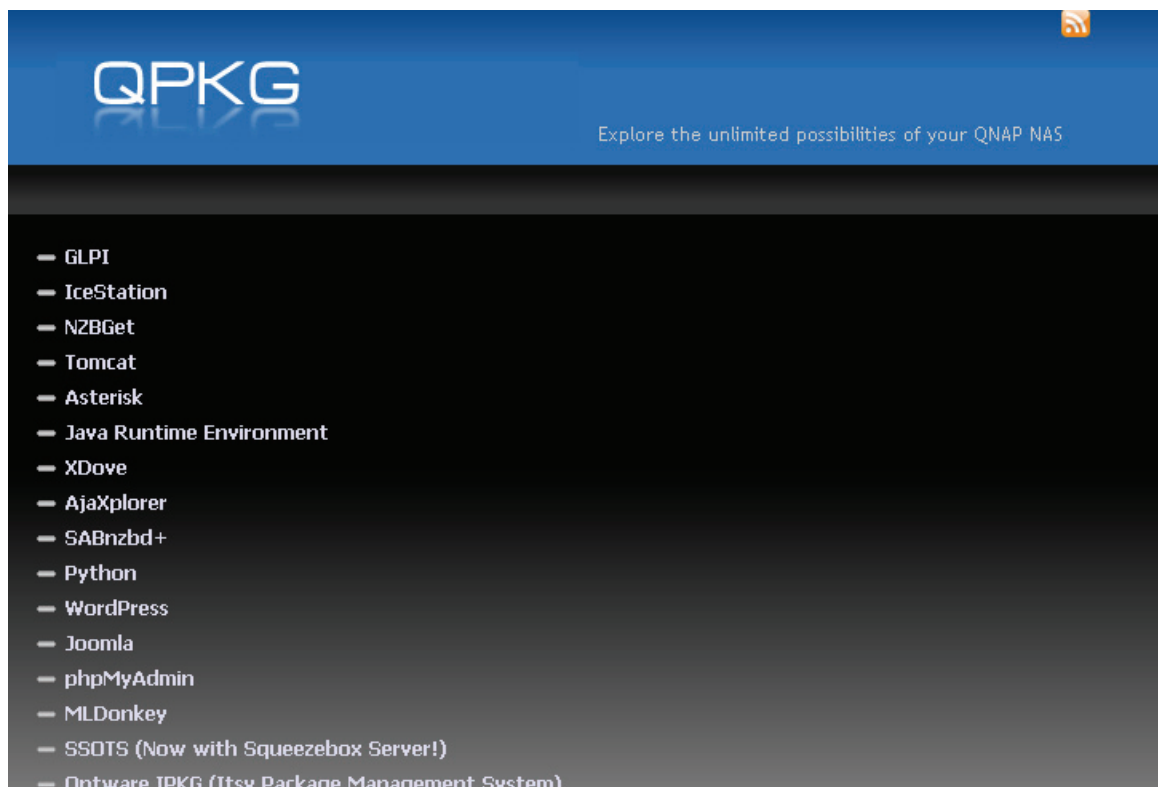 QPKG
Explore the unlimited possibilities of your QNAP NAS
GLPI
IceStation
NZBGet
Tomcat
Asterisk
Java Runtime Environment
XDove
AjaXplorer
SABnzbd+
Python
WordPress
Joomla
phpMyAdmin
MLDonkey
SSOTS (Now with Squeezebox Server!)
Optware IPKG (Itsy Package Management System)